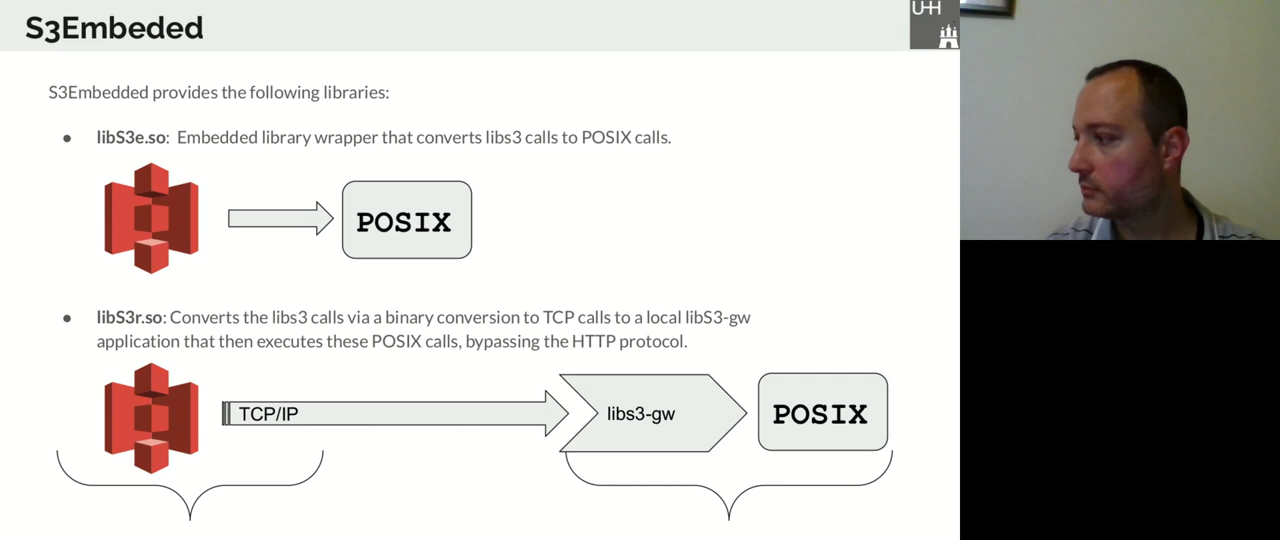 S3Embeded
UHH
S3Embedded provides the following libraries:
libS3e.so: Embedded library wrapper that converts libs3 calls to POSIX calls.
POSIX
libS3r.so: Converts the libs3 calls via a binary conversion to TCP calls to a local libS3-gw
application that then executes these POSIX calls, bypassing the HTTP protocol.
TCP/IP
libs3-gw
POSIX